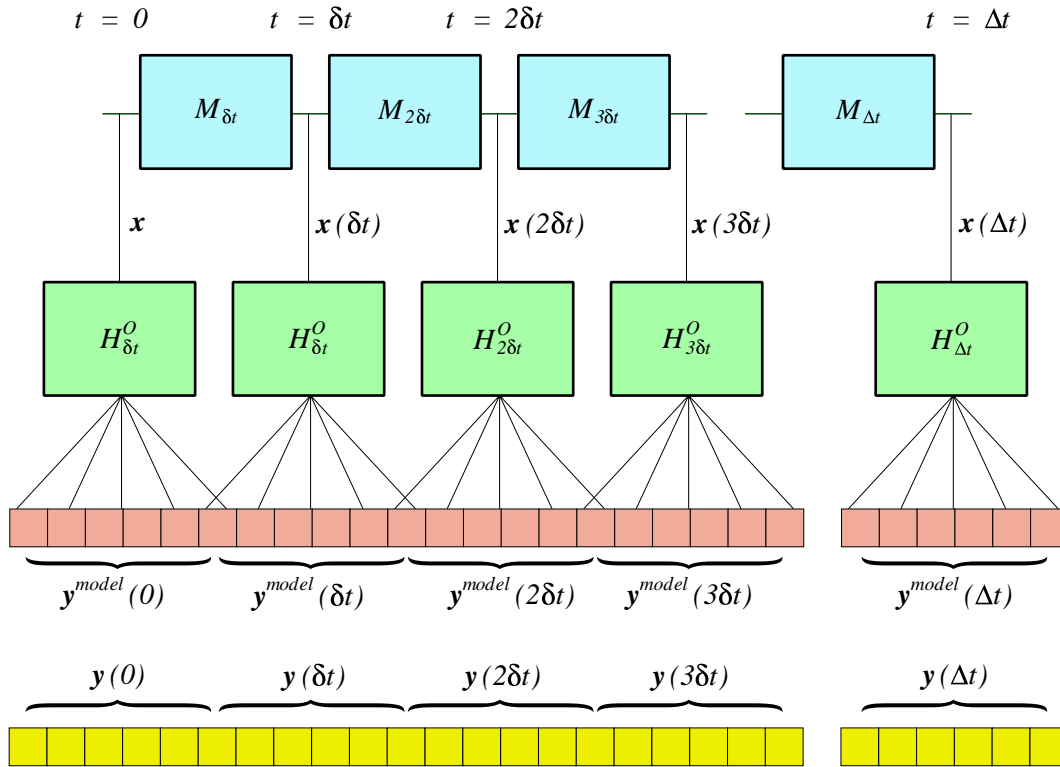 t = 0 t = δt t = 2δt t = Δt
M_δt M_2δt M_3δt M_Δt
x x(δt) x(2δt) x(3δt) x(Δt)
H^O_δt H^O_δt H^O_2δt H^O_3δt H^O_Δt
y^model(0) y^model(δt) y^model(2δt) y^model(3δt) y^model(Δt)
y(0) y(δt) y(2δt) y(3δt) y(Δt)